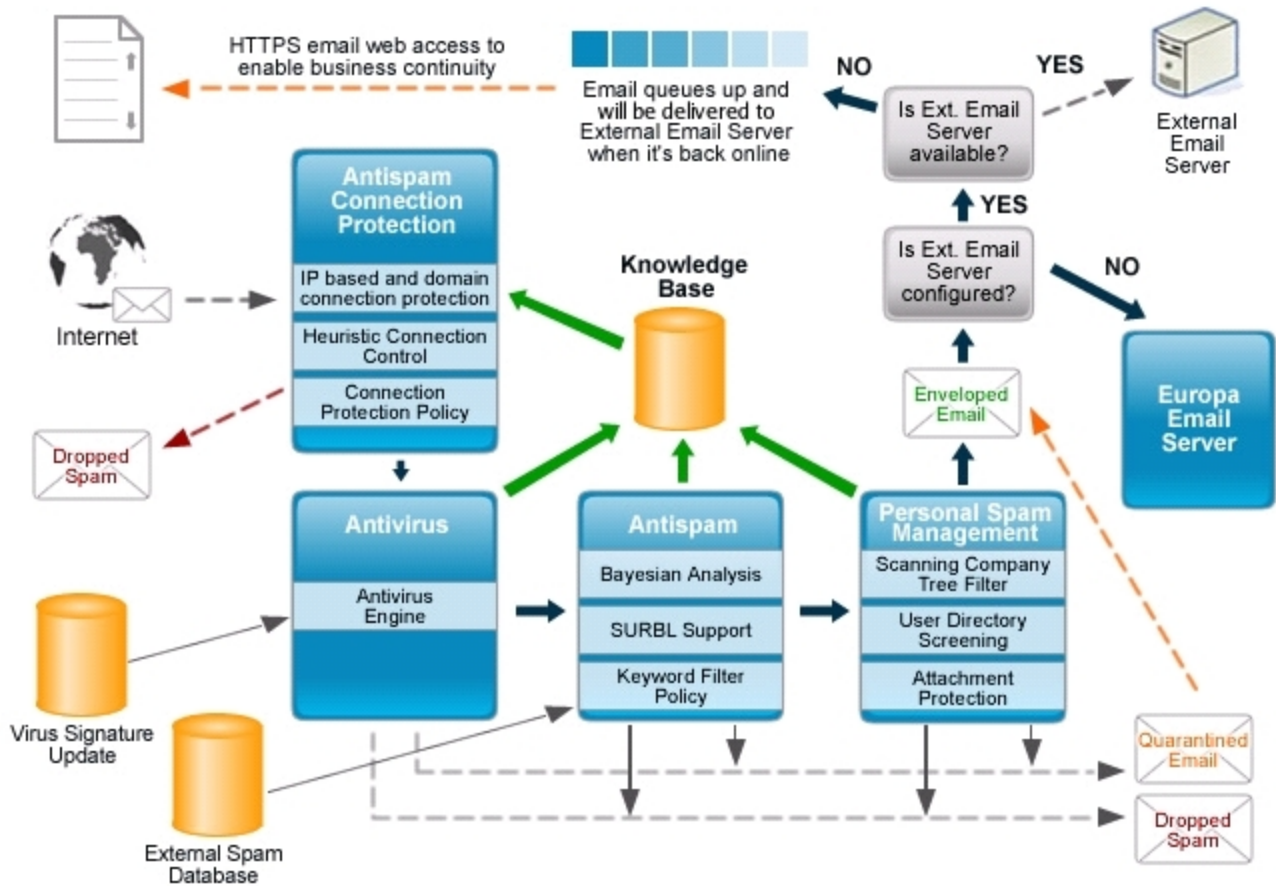 HTTPS email web access to
enable business continuity
Email queues up and
will be delivered to
External Email Server
when it's back online
NO
Is Ext. Email
Server
available?
YES
External
Email
Server
Antispam
Connection
Protection
IP based and domain
connection protection
Heuristic Connection
Control
Connection
Protection Policy
Internet
Dropped
Spam
Knowledge
Base
YES
Is Ext. Email
Server
configured?
NO
Enveloped
Email
Europa
Email
Server
Antivirus
Antivirus
Engine
Antispam
Bayesian Analysis
SURBL Support
Keyword Filter
Policy
Personal Spam
Management
Scanning Company
Tree Filter
User Directory
Screening
Attachment
Protection
Virus Signature
Update
External Spam
Database
Quarantined
Email
Dropped
Spam